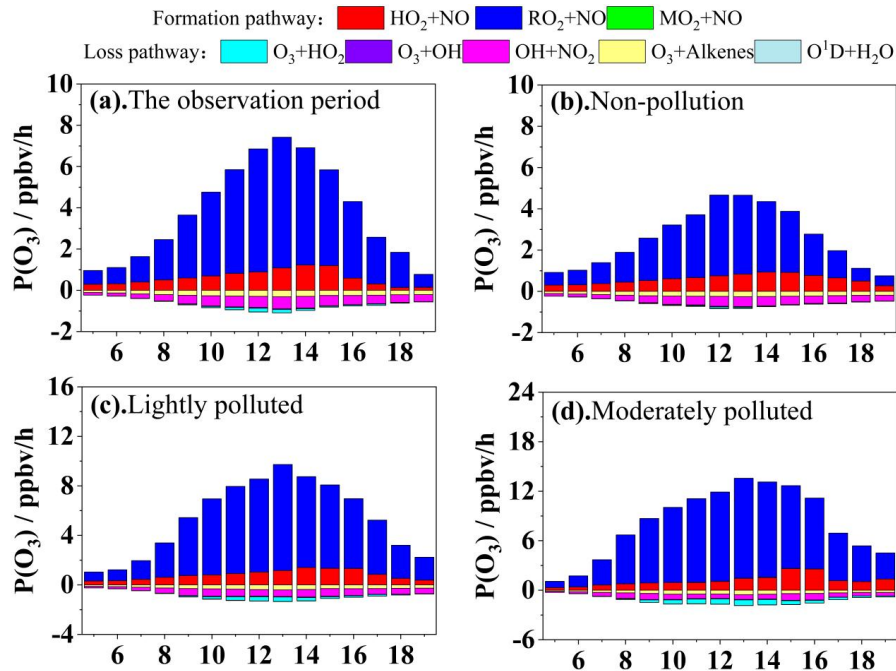 Formation pathway: HO₂+NO RO₂+NO MO₂+NO
Loss pathway: O₃+HO₂ O₃+OH OH+NO₂ O₃+Alkenes O¹D+H₂O
(a).The observation period
P(O₃) / ppbv/h
10
8
6
4
2
0
-2
6 8 10 12 14 16 18
(b).Non-pollution
P(O₃) / ppbv/h
10
8
6
4
2
0
-2
6 8 10 12 14 16 18
(c).Lightly polluted
P(O₃) / ppbv/h
16
12
8
4
0
-4
6 8 10 12 14 16 18
(d).Moderately polluted
P(O₃) / ppbv/h
24
18
12
6
0
-6
6 8 10 12 14 16 18